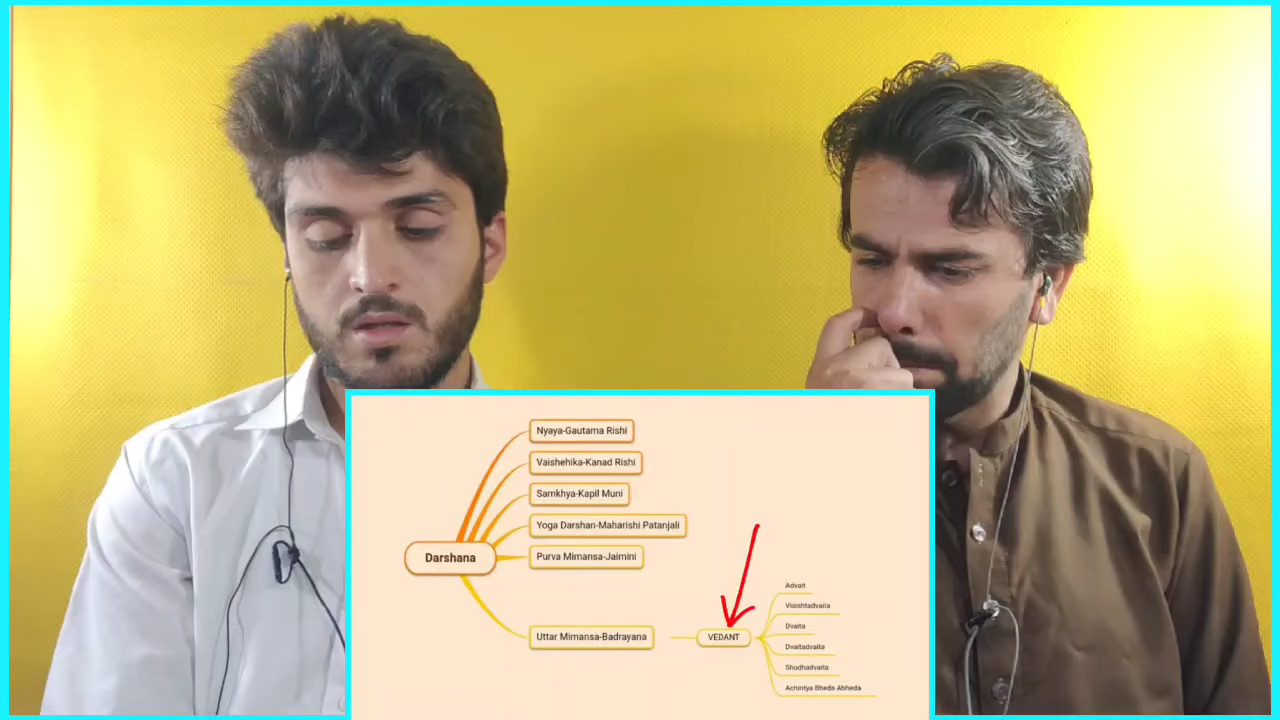 Nyaya-Gautama Rishi
Vaishehika-Kanad Rishi
Samkhya-Kapil Muni
Yoga Darshan-Maharishi Patanjali
Darshana
Purva Mimansa-Jaimini
Uttar Mimansa-Badrayana
VEDANT
Advait
Visishtadvaita
Dvaita
Dvaitadvaita
Shudhadvaita
Achintya Bheda Abheda